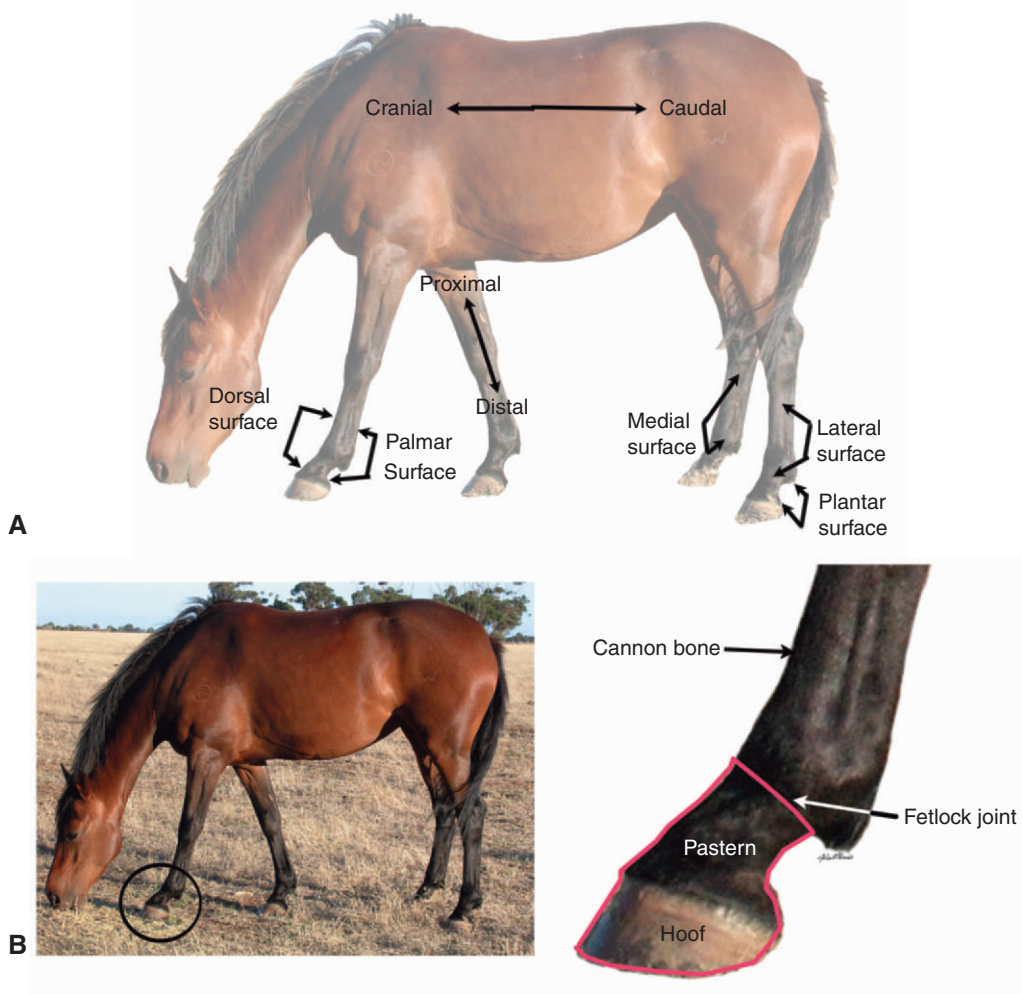 Cranial
Caudal
Proximal
Distal
Dorsal
surface
Palmar
Surface
Medial
surface
Lateral
surface
Plantar
surface
A
Cannon bone
Fetlock joint
Pastern
Hoof
B